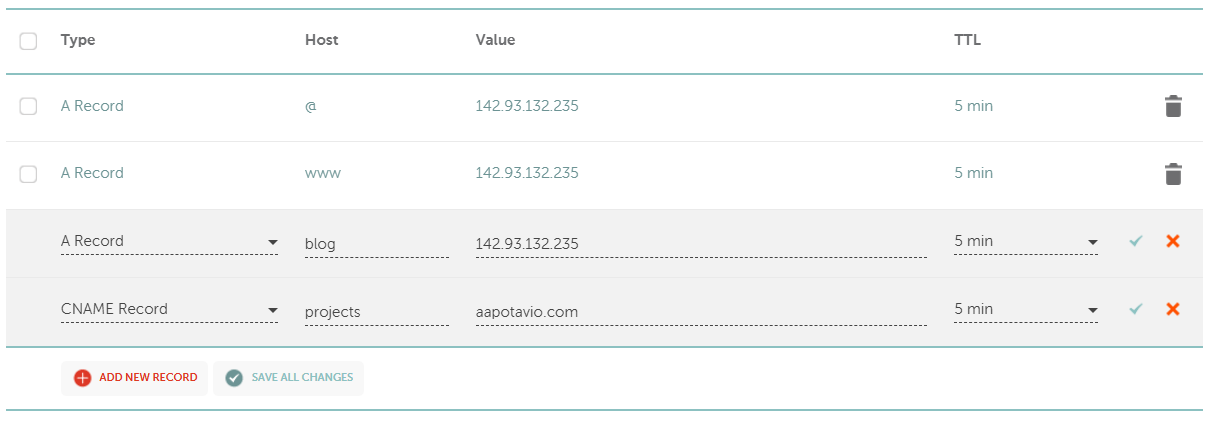 Type Host Value TTL
A Record @ 142.93.132.235 5 min
A Record www 142.93.132.235 5 min
A Record blog 142.93.132.235 5 min
CNAME Record projects aapotavio.com 5 min
ADD NEW RECORD SAVE ALL CHANGES